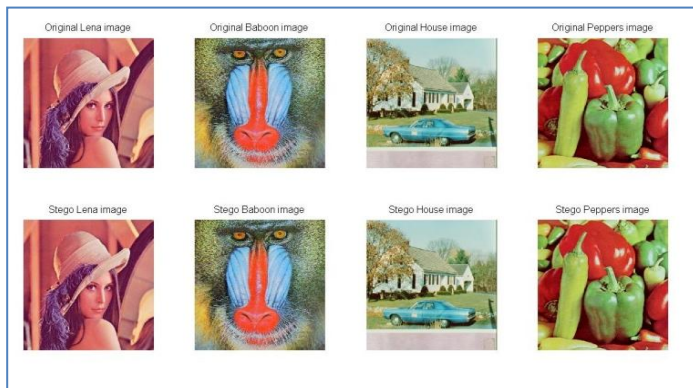 Original Lena image
Original Baboon image
Original House image
Original Peppers image
Stego Lena image
Stego Baboon image
Stego House image
Stego Peppers image